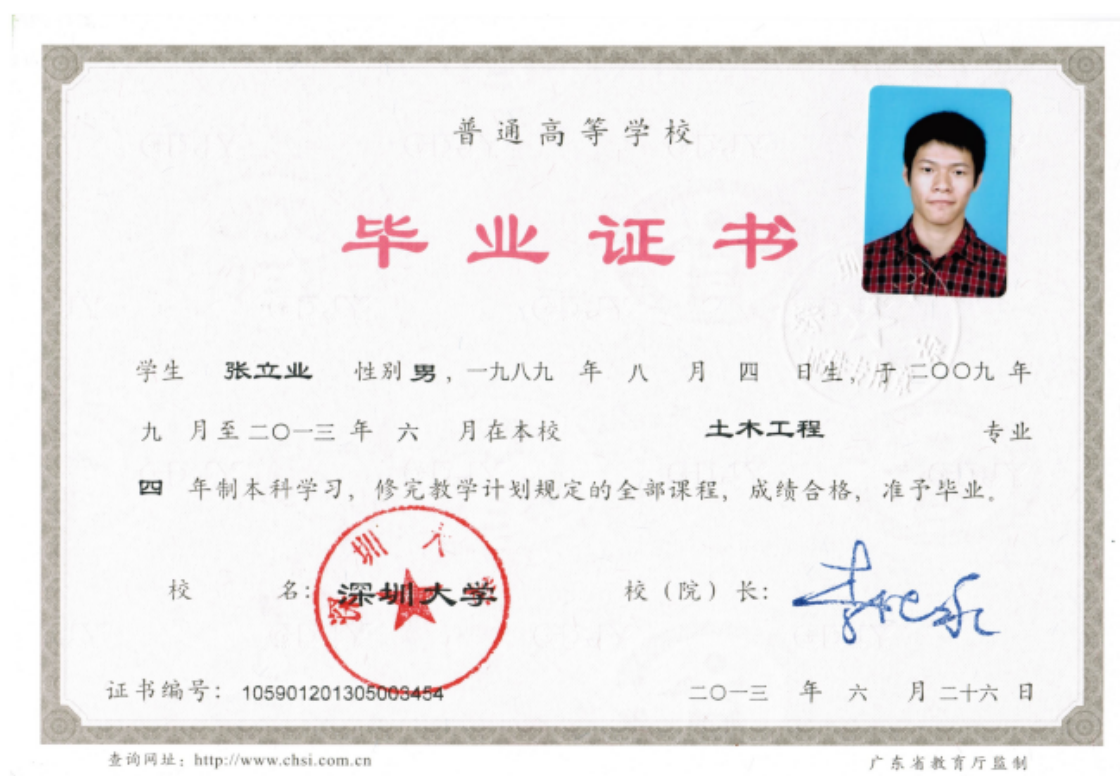 普通高等学校
毕业证书
学生 张立业 性别 男，一九八九 年 八 月 四 日生，于 二〇〇九 年
九 月至 二〇一三 年 六 月在本校 土木工程 专业
四 年制本科学习，修完教学计划规定的全部课程，成绩合格，准予毕业。
校 名：深圳大学 校（院）长：
深圳大学
证书编号：105901201305003454 二〇一三 年 六 月 二十六 日
查询网址：http://www.chsi.com.cn 广东省教育厅监制